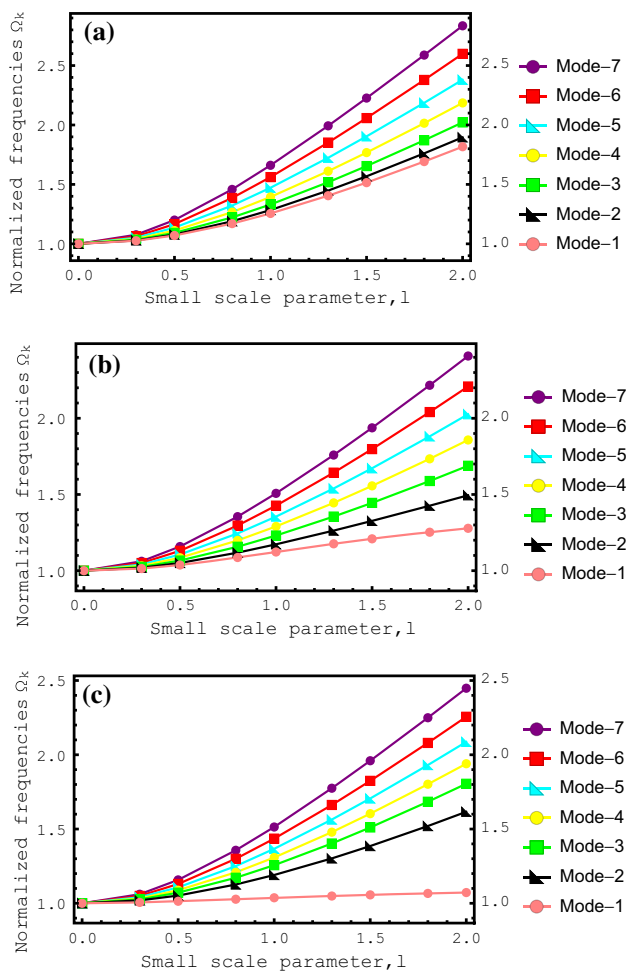 (a)
Normalized frequencies Ωk
2.5
2.0
1.5
1.0
2.5
2.0
1.5
1.0
0.0 0.5 1.0 1.5 2.0
Small scale parameter,l
Mode–7
Mode–6
Mode–5
Mode–4
Mode–3
Mode–2
Mode–1
(b)
Normalized frequencies Ωk
2.0
1.5
1.0
2.0
1.5
1.0
0.0 0.5 1.0 1.5 2.0
Small scale parameter,l
Mode–7
Mode–6
Mode–5
Mode–4
Mode–3
Mode–2
Mode–1
(c)
Normalized frequencies Ωk
2.5
2.0
1.5
1.0
2.5
2.0
1.5
1.0
0.0 0.5 1.0 1.5 2.0
Small scale parameter,l
Mode–7
Mode–6
Mode–5
Mode–4
Mode–3
Mode–2
Mode–1